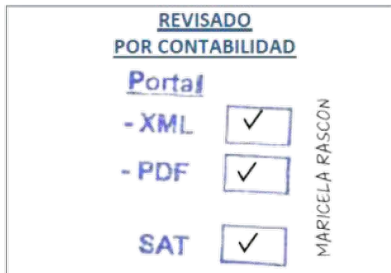 REVISADO
POR CONTABILIDAD
Portal
- XML ✓
- PDF ✓
SAT ✓
MARICELA RASCON